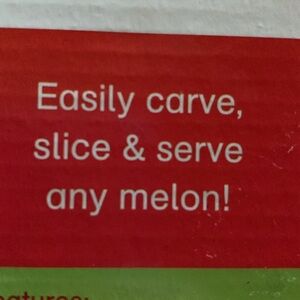 Easily carve,
slice & serve
any melon!